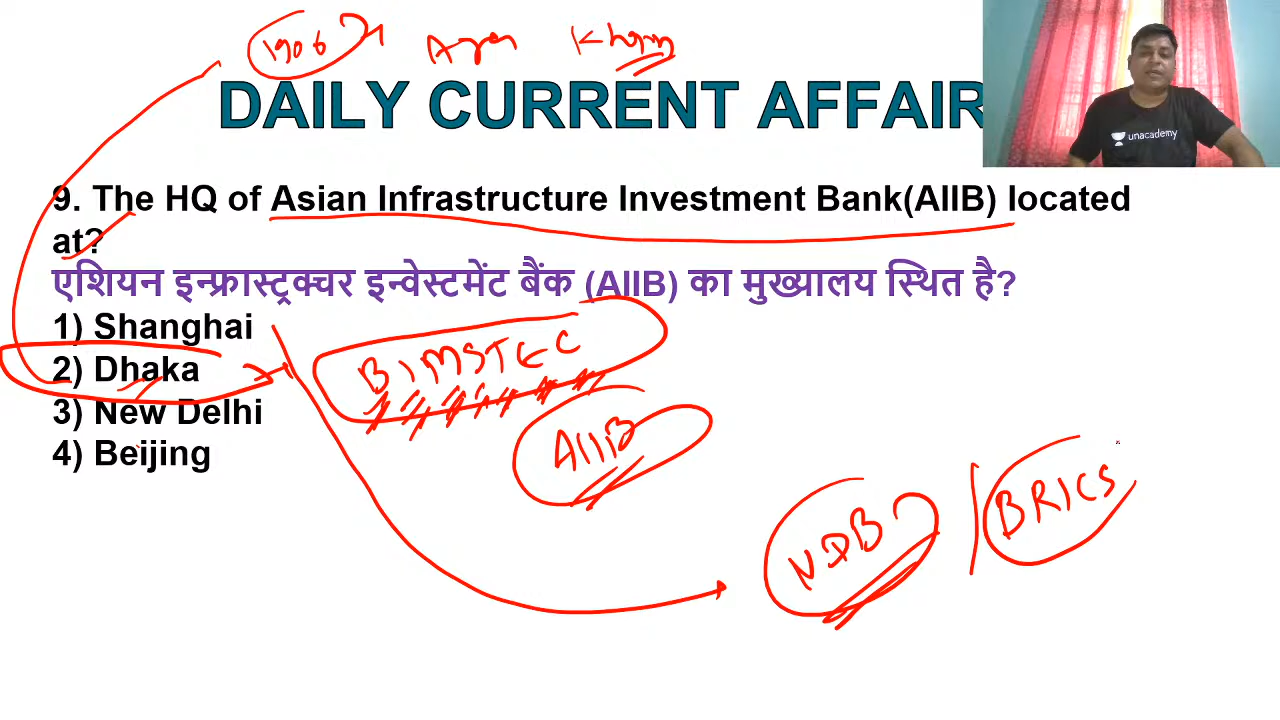 1906 Aga Khan
DAILY CURRENT AFFAIR
unacademy
9. The HQ of Asian Infrastructure Investment Bank(AIIB) located
at?
एशियन इन्फ्रास्ट्रक्चर इन्वेस्टमेंट बैंक (AIIB) का मुख्यालय स्थित है?
1) Shanghai
2) Dhaka
3) New Delhi
4) Beijing
BIMSTEC
AIIB
NDB / BRICS